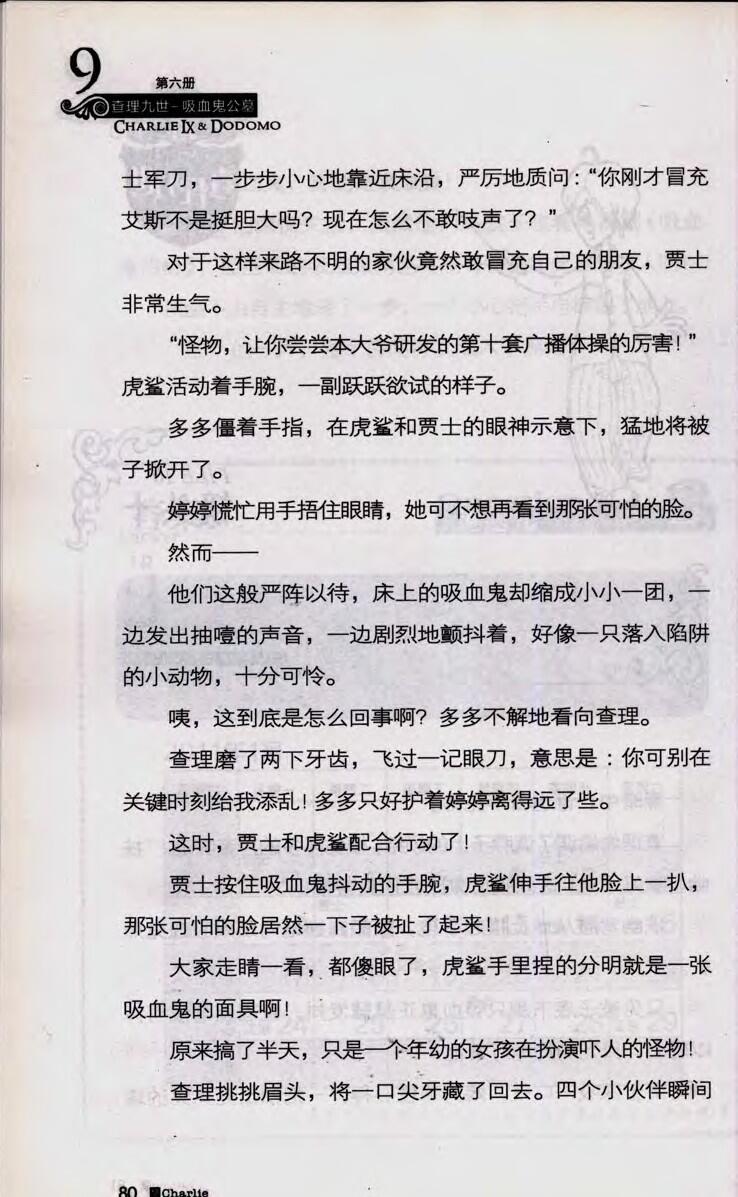 9
第六册
查理九世-吸血鬼公墓
CHARLIE IX & DODOMO
士军刀，一步步小心地靠近床沿，严厉地质问：“你刚才冒充
艾斯不是挺胆大吗？现在怎么不敢吱声了？”
对于这样来路不明的家伙竟然敢冒充自己的朋友，贾士
非常生气。
“怪物，让你尝尝本大爷研发的第十套广播体操的厉害！”
虎鲨活动着手腕，一副跃跃欲试的样子。
多多僵着手指，在虎鲨和贾士的眼神示意下，猛地将被
子掀开了。
婷婷慌忙用手捂住眼睛，她可不想再看到那张可怕的脸。
然而——
他们这般严阵以待，床上的吸血鬼却缩成小小一团，一
边发出抽噎的声音，一边剧烈地颤抖着，好像一只落入陷阱
的小动物，十分可怜。
咦，这到底是怎么回事啊？多多不解地看向查理。
查理磨了两下牙齿，飞过一记眼刀，意思是：你可别在
关键时刻给我添乱！多多只好护着婷婷离得远了些。
这时，贾士和虎鲨配合行动了！
贾士按住吸血鬼抖动的手腕，虎鲨伸手往他脸上一扒，
那张可怕的脸居然一下子被扯了起来！
大家走睛一看，都傻眼了，虎鲨手里捏的分明就是一张
吸血鬼的面具啊！
原来搞了半天，只是一个年幼的女孩在扮演吓人的怪物！
查理挑挑眉头，将一口尖牙藏了回去。四个小伙伴瞬间
80 Charlie